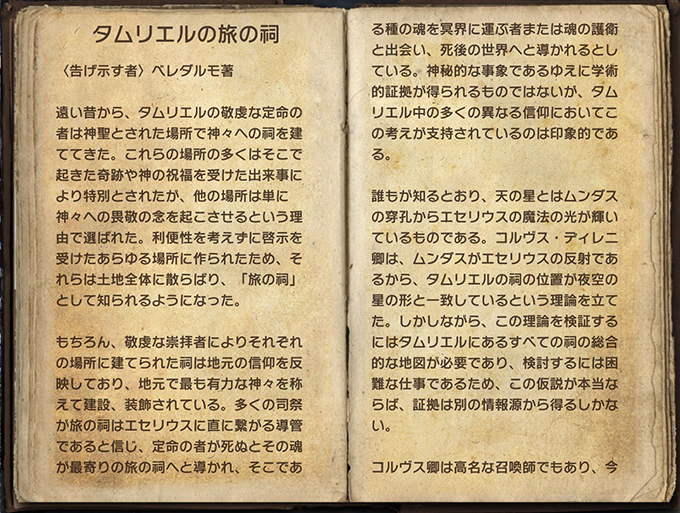 タムリエルの旅の祠
〈告げ示す者〉ベレダルモ著
遠い昔から、タムリエルの敬虔な定命の
者は神聖とされた場所で神々への祠を建
ててきた。これらの場所の多くはそこで
起きた奇跡や神の祝福を受けた出来事に
より特別とされたが、他の場所は単に
神々への畏敬の念を起こさせるという理
由で選ばれた。利便性を考えずに啓示を
受けたあらゆる場所に作られたため、そ
れらは土地全体に散らばり、「旅の祠」
として知られるようになった。
もちろん、敬虔な崇拝者によりそれぞれ
の場所に建てられた祠は地元の信仰を反
映しており、地元で最も有力な神々を称
えて建設、装飾されている。多くの司祭
が旅の祠はエセリウスに直に繋がる導管
であると信じ、定命の者が死ぬとその魂
が最寄りの旅の祠へと導かれ、そこであ
る種の魂を冥界に運ぶ者または魂の護衛
と出会い、死後の世界へと導かれるとし
ている。神秘的な事象であるゆえに学術
的証拠が得られるものではないが、タム
リエル中の多くの異なる信仰においてこ
の考えが支持されているのは印象的であ
る。
誰もが知るとおり、天の星とはムンダス
の穿孔からエセリウスの魔法の光が輝い
ているものである。コルヴス・ディレニ
卿は、ムンダスがエセリウスの反射であ
るから、タムリエルの祠の位置が夜空の
星の形と一致しているという理論を立て
た。しかしながら、この理論を検証する
にはタムリエルにあるすべての祠の総合
的な地図が必要であり、検討するには困
難な仕事であるため、この仮説が本当な
らば、証拠は別の情報源から得るしかな
い。
コルヴス卿は高名な召喚師でもあり、今